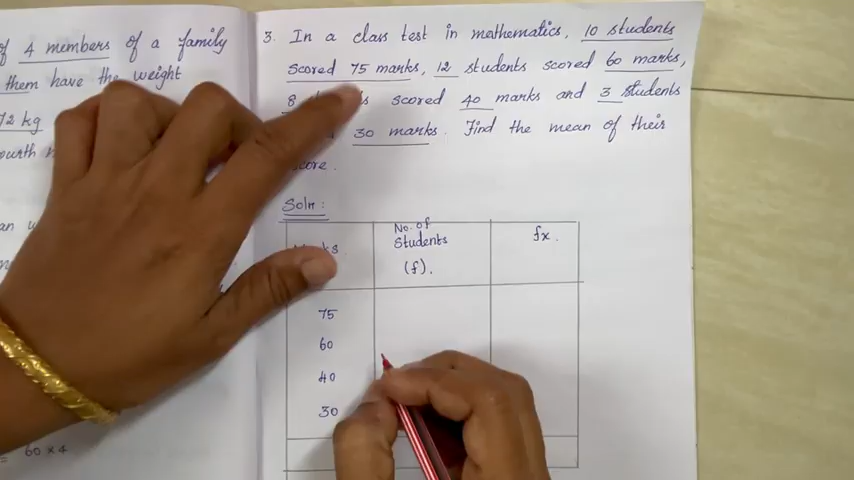 of 4 members of a family
them have the weight
72 kg
= 60 × 4
3. In a class test in mathematics, 10 students
scored 75 marks, 12 students scored 60 marks,
8 scored 40 marks and 3 students
30 marks. Find the mean of their
score.
Soln :
No. of
Students
(f).
fx.
75
60
40
30